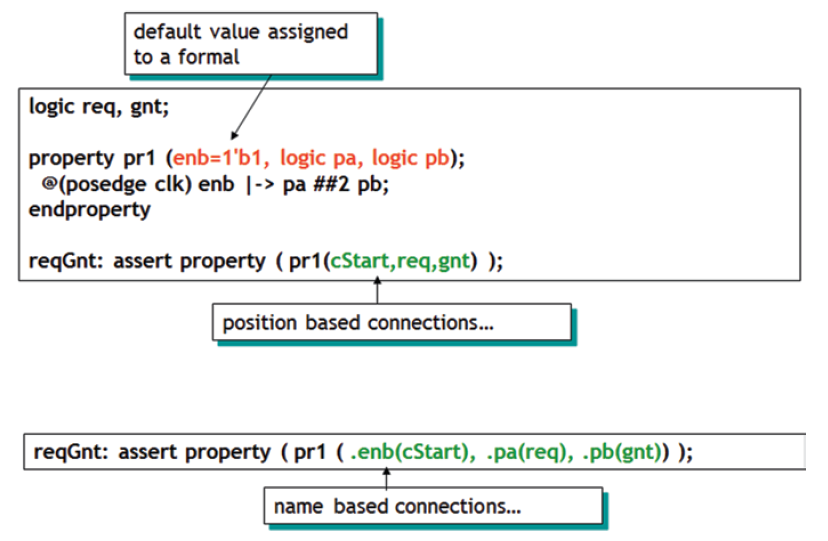 default value assigned
to a formal
logic req, gnt;
property pr1 (enb=1'b1, logic pa, logic pb);
@(posedge clk) enb |-> pa ##2 pb;
endproperty
reqGnt: assert property ( pr1(cStart,req,gnt) );
position based connections...
reqGnt: assert property ( pr1 ( .enb(cStart), .pa(req), .pb(gnt)) );
name based connections...